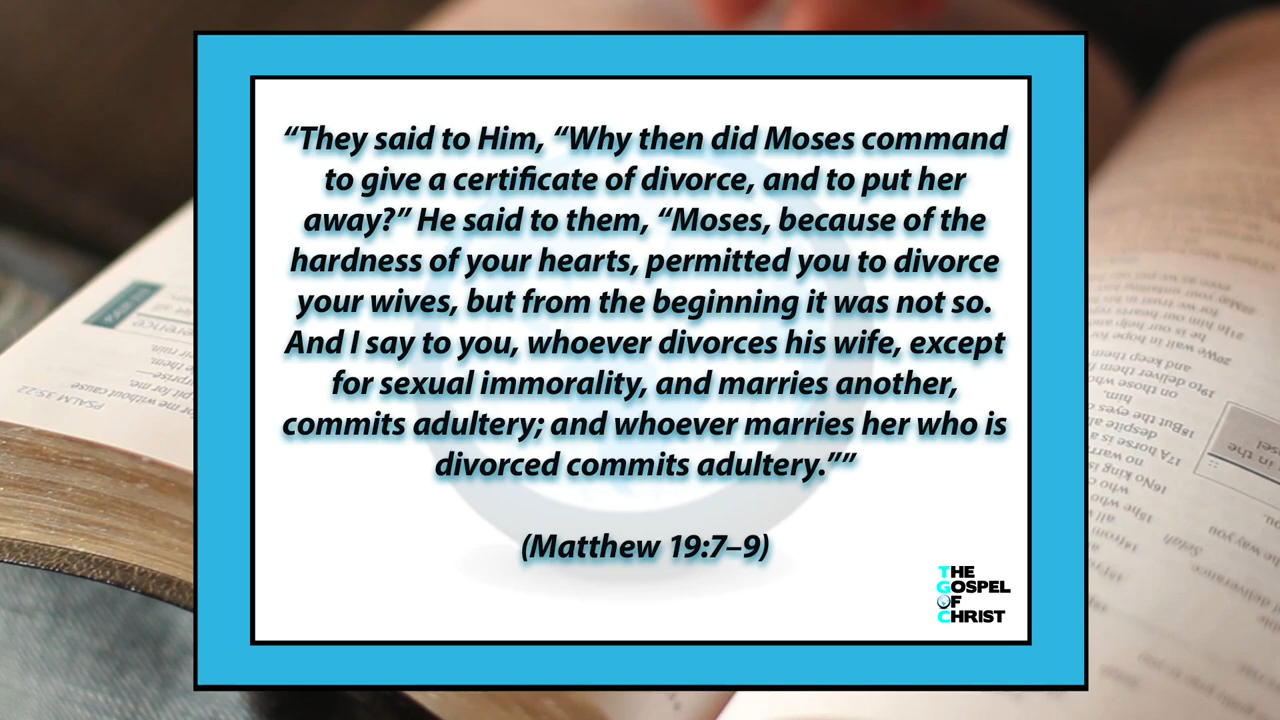 “They said to Him, “Why then did Moses command
to give a certificate of divorce, and to put her
away?” He said to them, “Moses, because of the
hardness of your hearts, permitted you to divorce
your wives, but from the beginning it was not so.
And I say to you, whoever divorces his wife, except
for sexual immorality, and marries another,
commits adultery; and whoever marries her who is
divorced commits adultery.””
(Matthew 19:7–9)
THE
GOSPEL
OF
CHRIST
PSALM 35:22